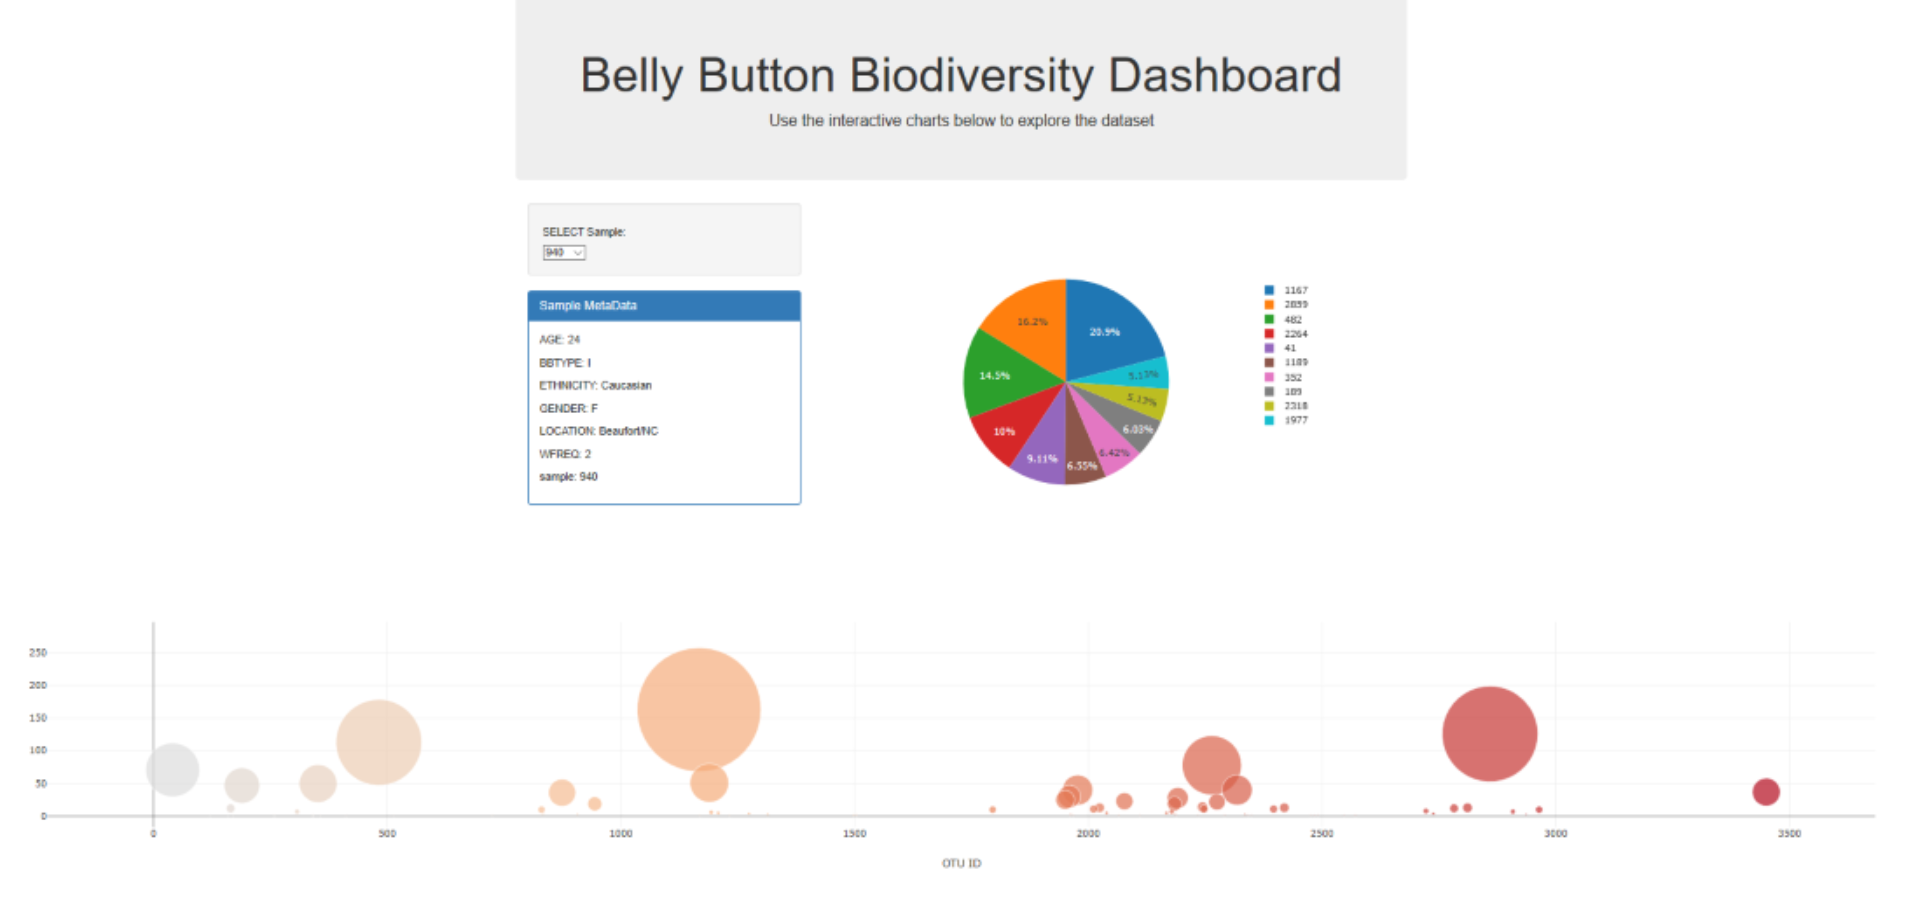 Belly Button Biodiversity Dashboard
Use the interactive charts below to explore the dataset
SELECT Sample:
940
Sample MetaData
AGE: 24
BBTYPE: I
ETHNICITY: Caucasian
GENDER: F
LOCATION: Beaufort/NC
WFREQ: 2
sample: 940
16.2%
20.9%
14.5%
5.13%
5.13%
10%
6.03%
9.11%
6.55%
6.42%
1167
2859
482
2264
41
1189
352
189
2318
1977
250
200
150
100
50
0
0
500
1000
1500
2000
2500
3000
3500
OTU ID